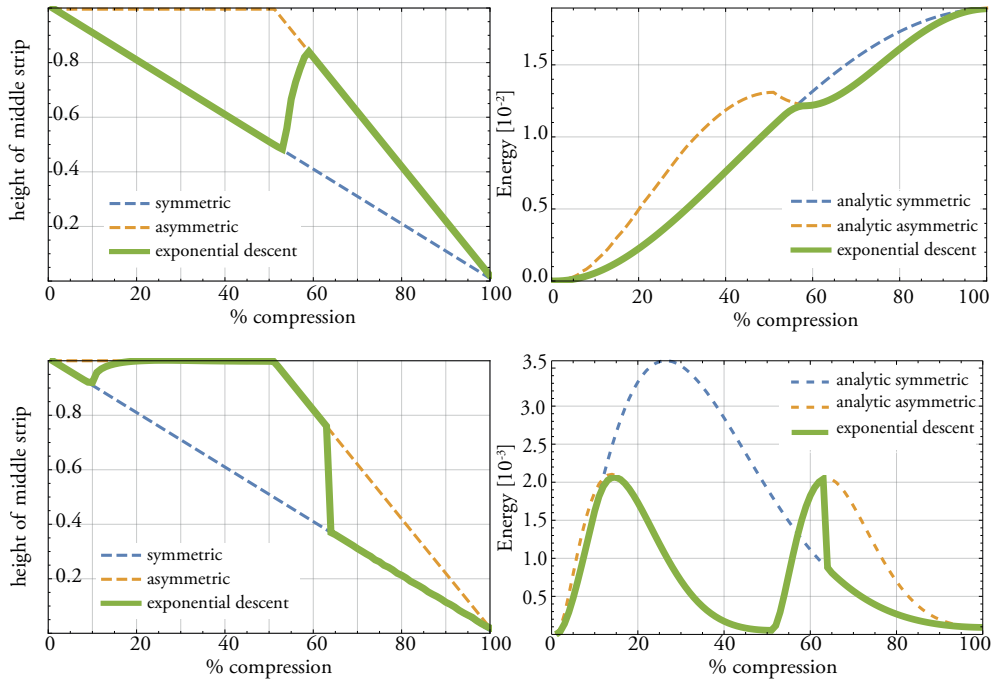 height of middle strip
0.8
0.6
0.4
0.2
0
20
40
60
80
100
% compression
symmetric
asymmetric
exponential descent
Energy [10⁻²]
1.5
1.0
0.5
0.0
0
20
40
60
80
100
% compression
analytic symmetric
analytic asymmetric
exponential descent
height of middle strip
0.8
0.6
0.4
0.2
0
20
40
60
80
100
% compression
symmetric
asymmetric
exponential descent
Energy [10⁻³]
3.5
3.0
2.5
2.0
1.5
1.0
0.5
0
20
40
60
80
100
% compression
analytic symmetric
analytic asymmetric
exponential descent